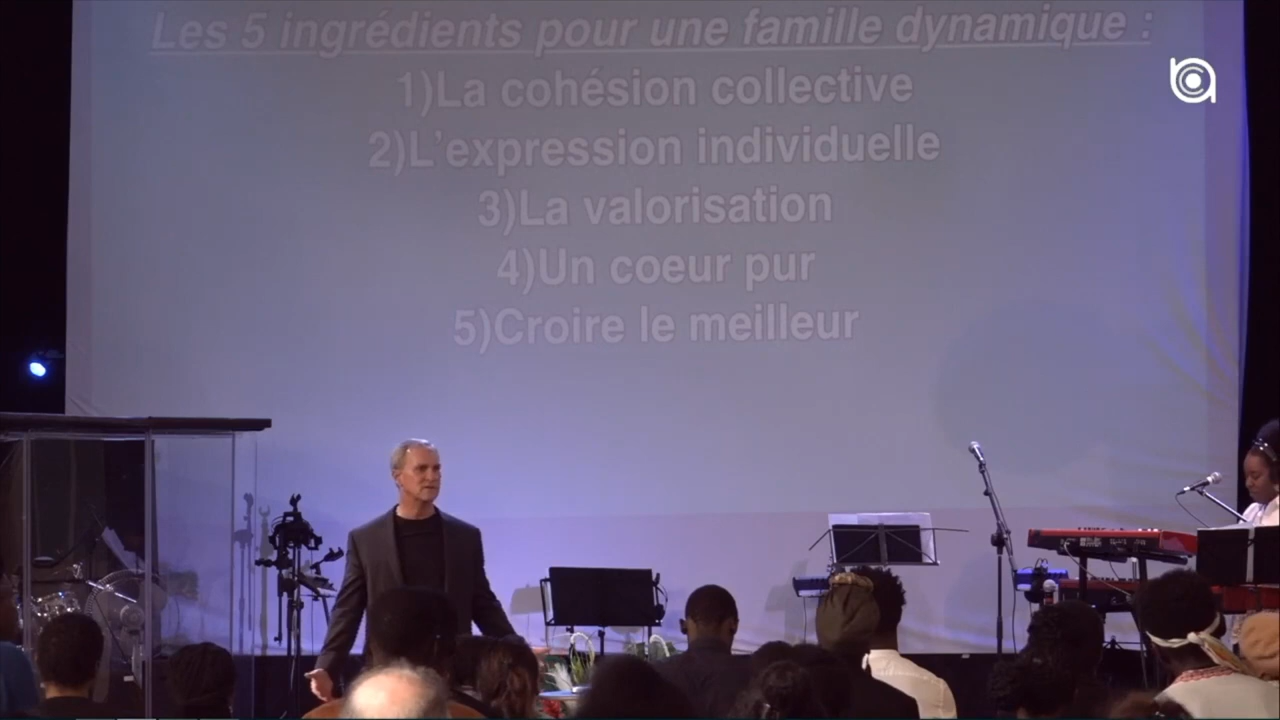 Les 5 ingrédients pour une famille dynamique :
1)La cohésion collective
2)L'expression individuelle
3)La valorisation
4)Un coeur pur
5)Croire le meilleur